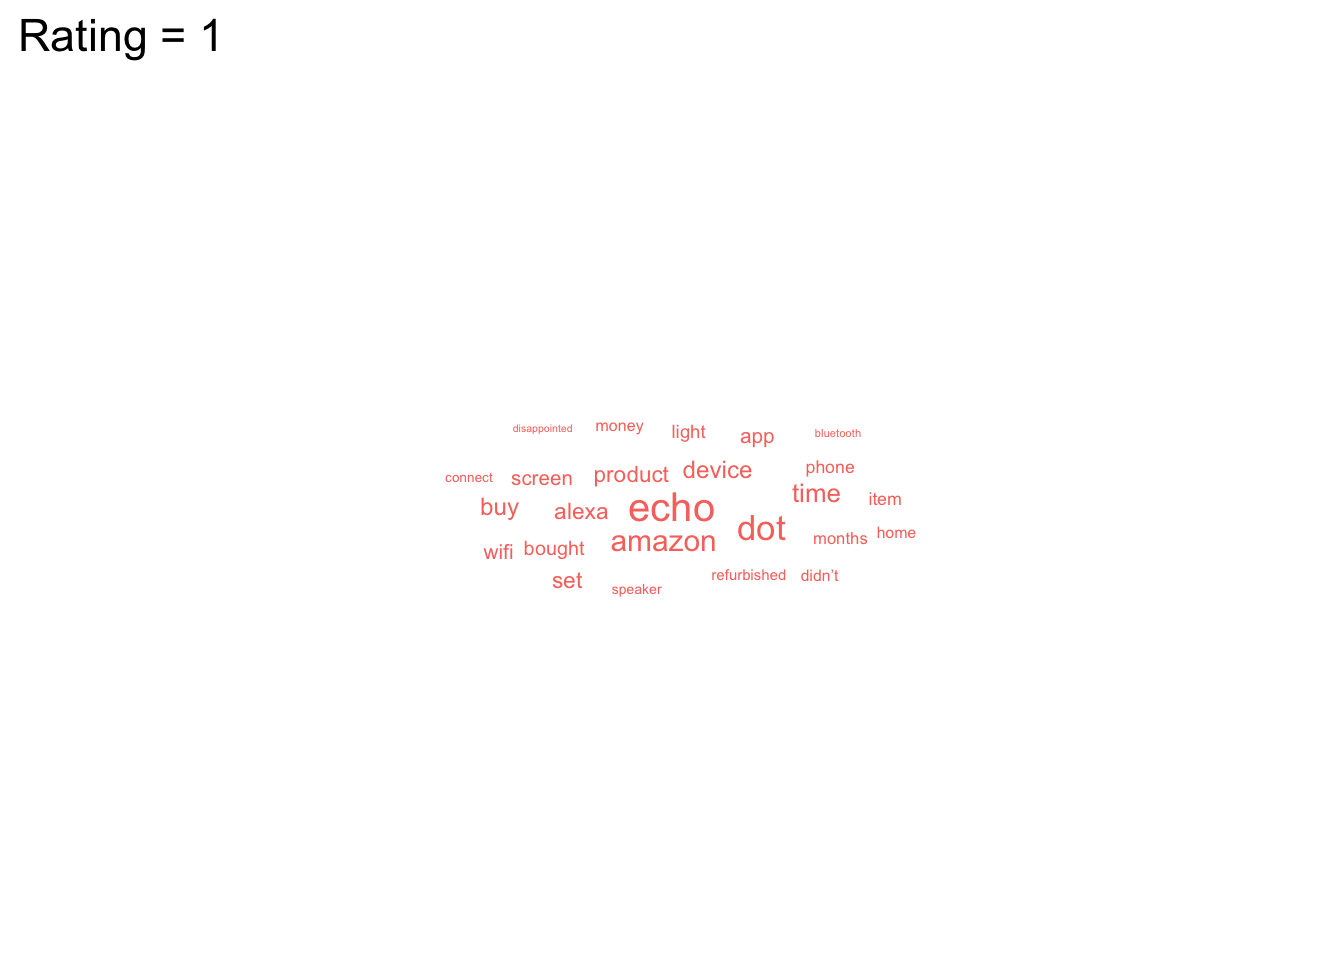 Rating = 1
disappointed money light app bluetooth
connect screen product device phone
buy alexa echo time item
wifi bought amazon dot months home
set speaker refurbished didn’t